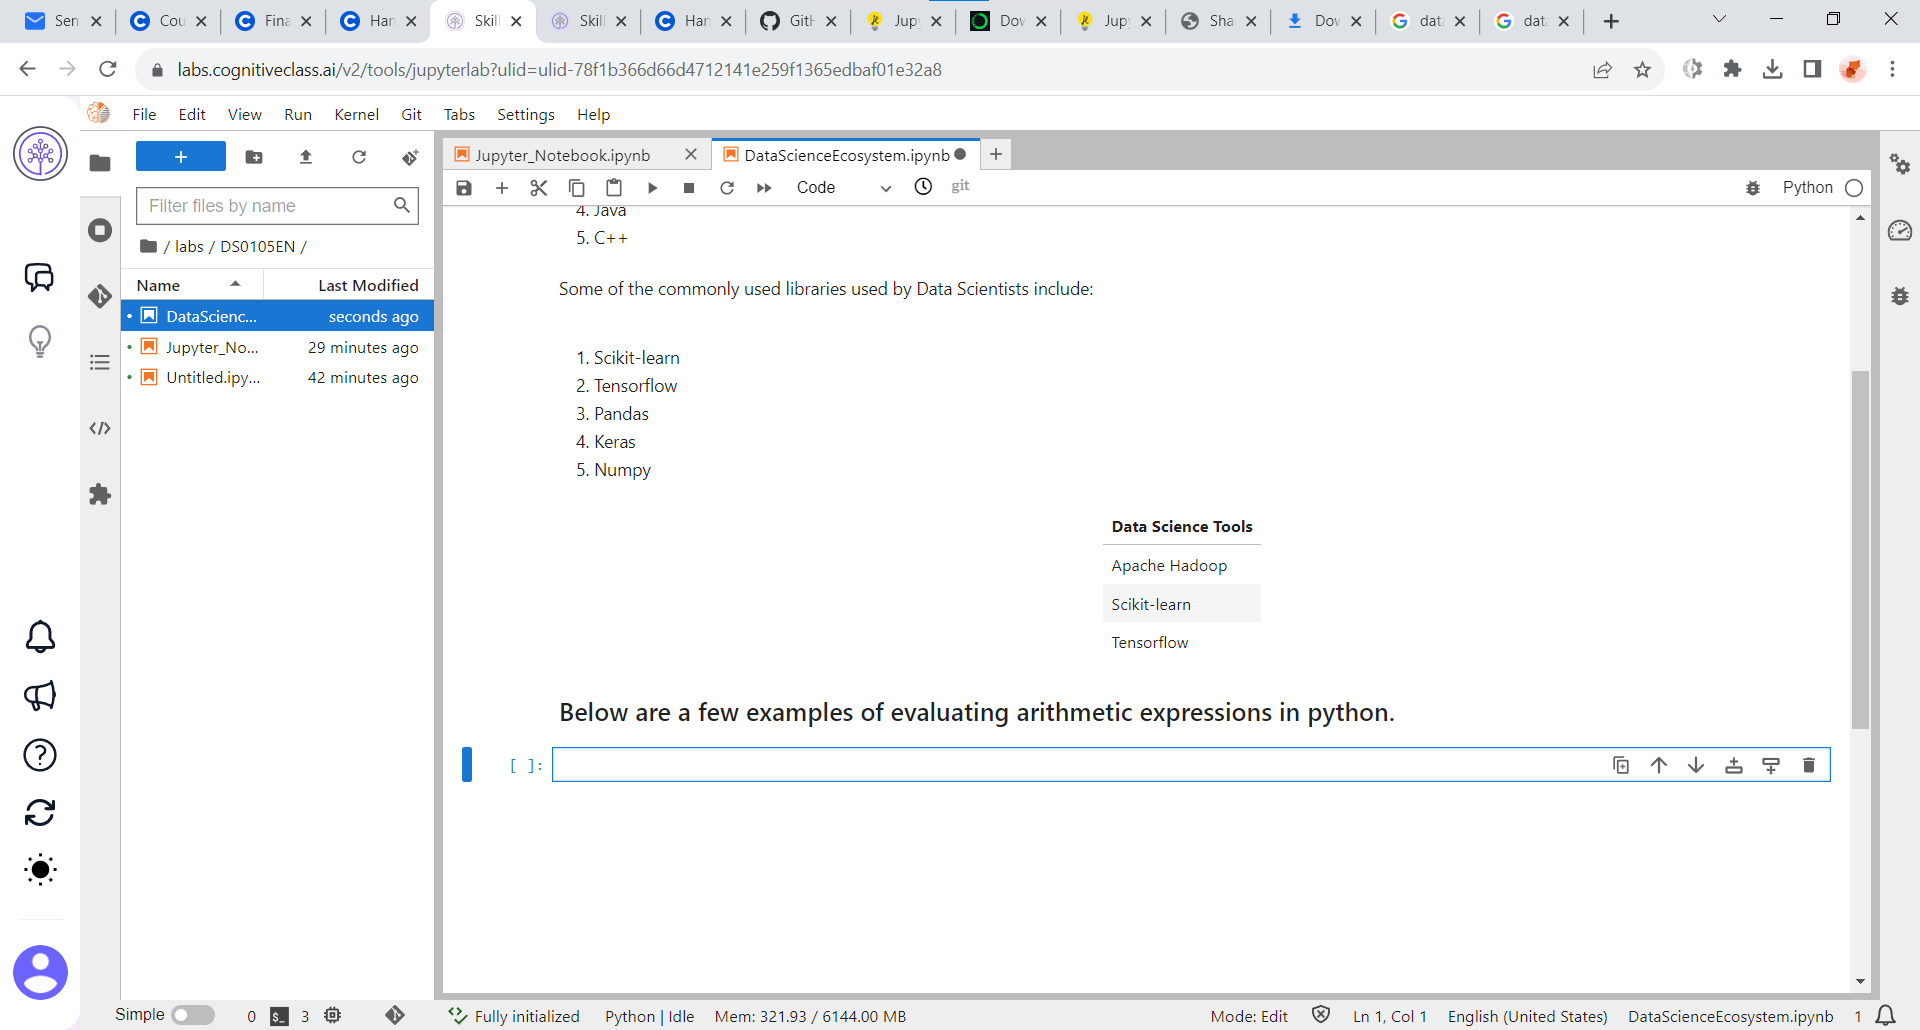 Sen
Cou
Fina
Han
Skill
Skill
Han
GitH
Jupy
Dow
Jupy
Sha
Dow
data
data
labs.cognitiveclass.ai/v2/tools/jupyterlab?ulid=ulid-78f1b366d66d4712141e259f1365edbaf01e32a8
File Edit View Run Kernel Git Tabs Settings Help
Jupyter_Notebook.ipynb
DataScienceEcosystem.ipynb
Code
git
Python
Filter files by name
/ labs / DS0105EN /
Name Last Modified
DataScienc... seconds ago
Jupyter_No... 29 minutes ago
Untitled.ipy... 42 minutes ago
4. Java
5. C++
Some of the commonly used libraries used by Data Scientists include:
1. Scikit-learn
2. Tensorflow
3. Pandas
4. Keras
5. Numpy
Data Science Tools
Apache Hadoop
Scikit-learn
Tensorflow
Below are a few examples of evaluating arithmetic expressions in python.
[ ]:
Simple 0 $_ 3 Fully initialized Python | Idle Mem: 321.93 / 6144.00 MB Mode: Edit Ln 1, Col 1 English (United States) DataScienceEcosystem.ipynb 1